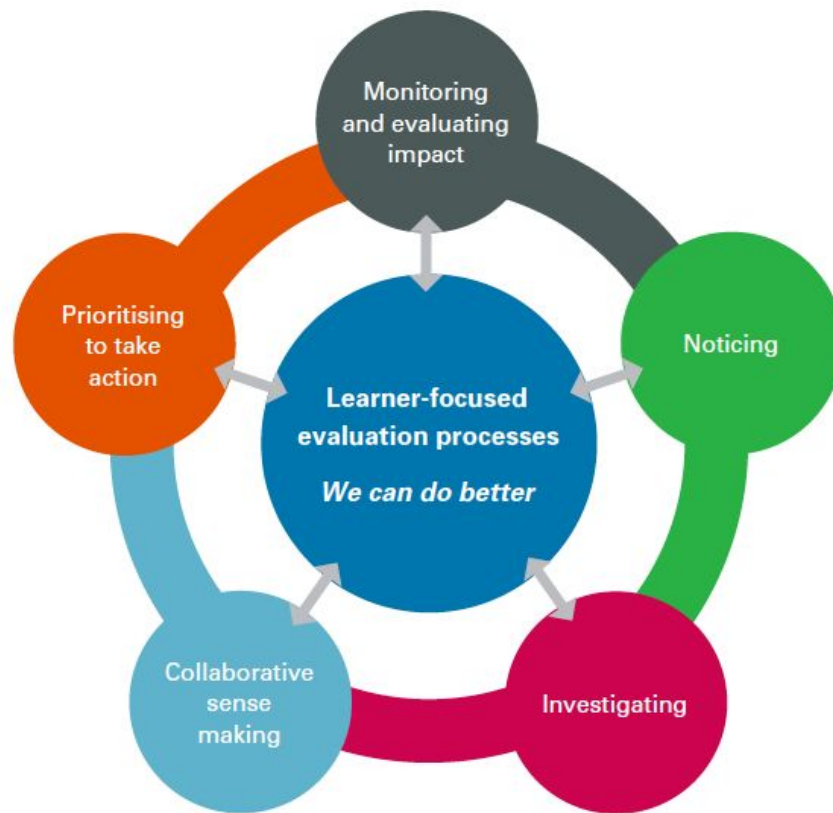 Monitoring
and evaluating
impact
Noticing
Investigating
Collaborative
sense
making
Prioritising
to take
action
Learner-focused
evaluation processes
We can do better